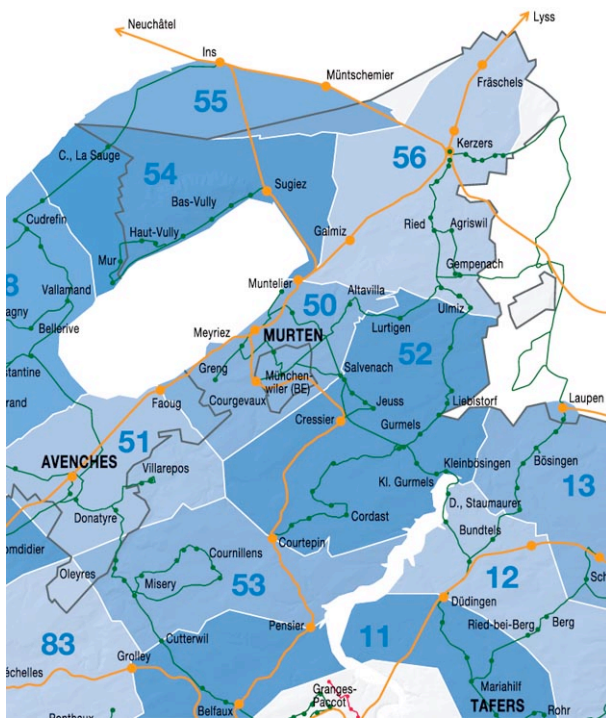 Neuchâtel
Lyss
Ins
Müntschemier
Fräschels
55
Kerzers
C., La Sauge
56
54
Sugiez
Bas-Vully
Cudrefin
Haut-Vully
Galmiz
Ried
Agriswil
Mur
Gempenach
Muntelier
Altavilla
Vallamand
50
Ulmiz
Bellerive
Meyriez
MURTEN
Lurtigen
52
Greng
München-
wiler (BE)
Salvenach
Faoug
Courgevaux
Jeuss
Liebistorf
Laupen
Cressier
Gurmels
51
AVENCHES
Villarepos
Kleinbösingen
Bösingen
13
Kl. Gurmels
D., Staumaurer
Donatyre
Cordast
Bundtels
Cournillens
Courtepin
Oleyres
Misery
53
12
Düdingen
Pensier
Ried-bei-Berg
Berg
83
Cutterwil
11
Grolley
Mariahilf
Granges-
Paccot
TAFERS
Belfaux
Rohr